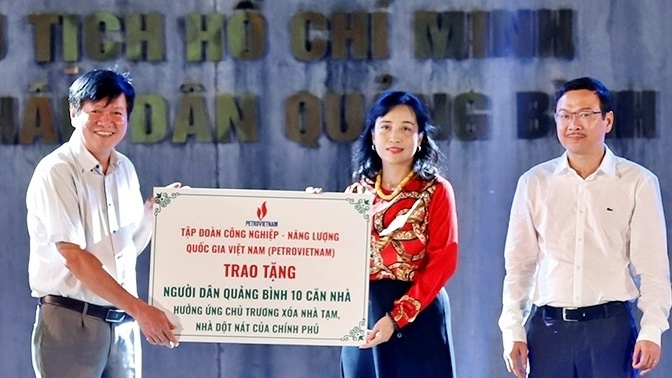 TỊCH HỒ CHÍ MINH
DÂN QUẢNG BÌNH
PETROVIETNAM
TẬP ĐOÀN CÔNG NGHIỆP - NĂNG LƯỢNG
QUỐC GIA VIỆT NAM (PETROVIETNAM)
TRAO TẶNG
NGƯỜI DÂN QUẢNG BÌNH 10 CĂN NHÀ
HƯỞNG ỨNG CHỦ TRƯƠNG XÓA NHÀ TẠM,
NHÀ DỘT NÁT CỦA CHÍNH PHỦ